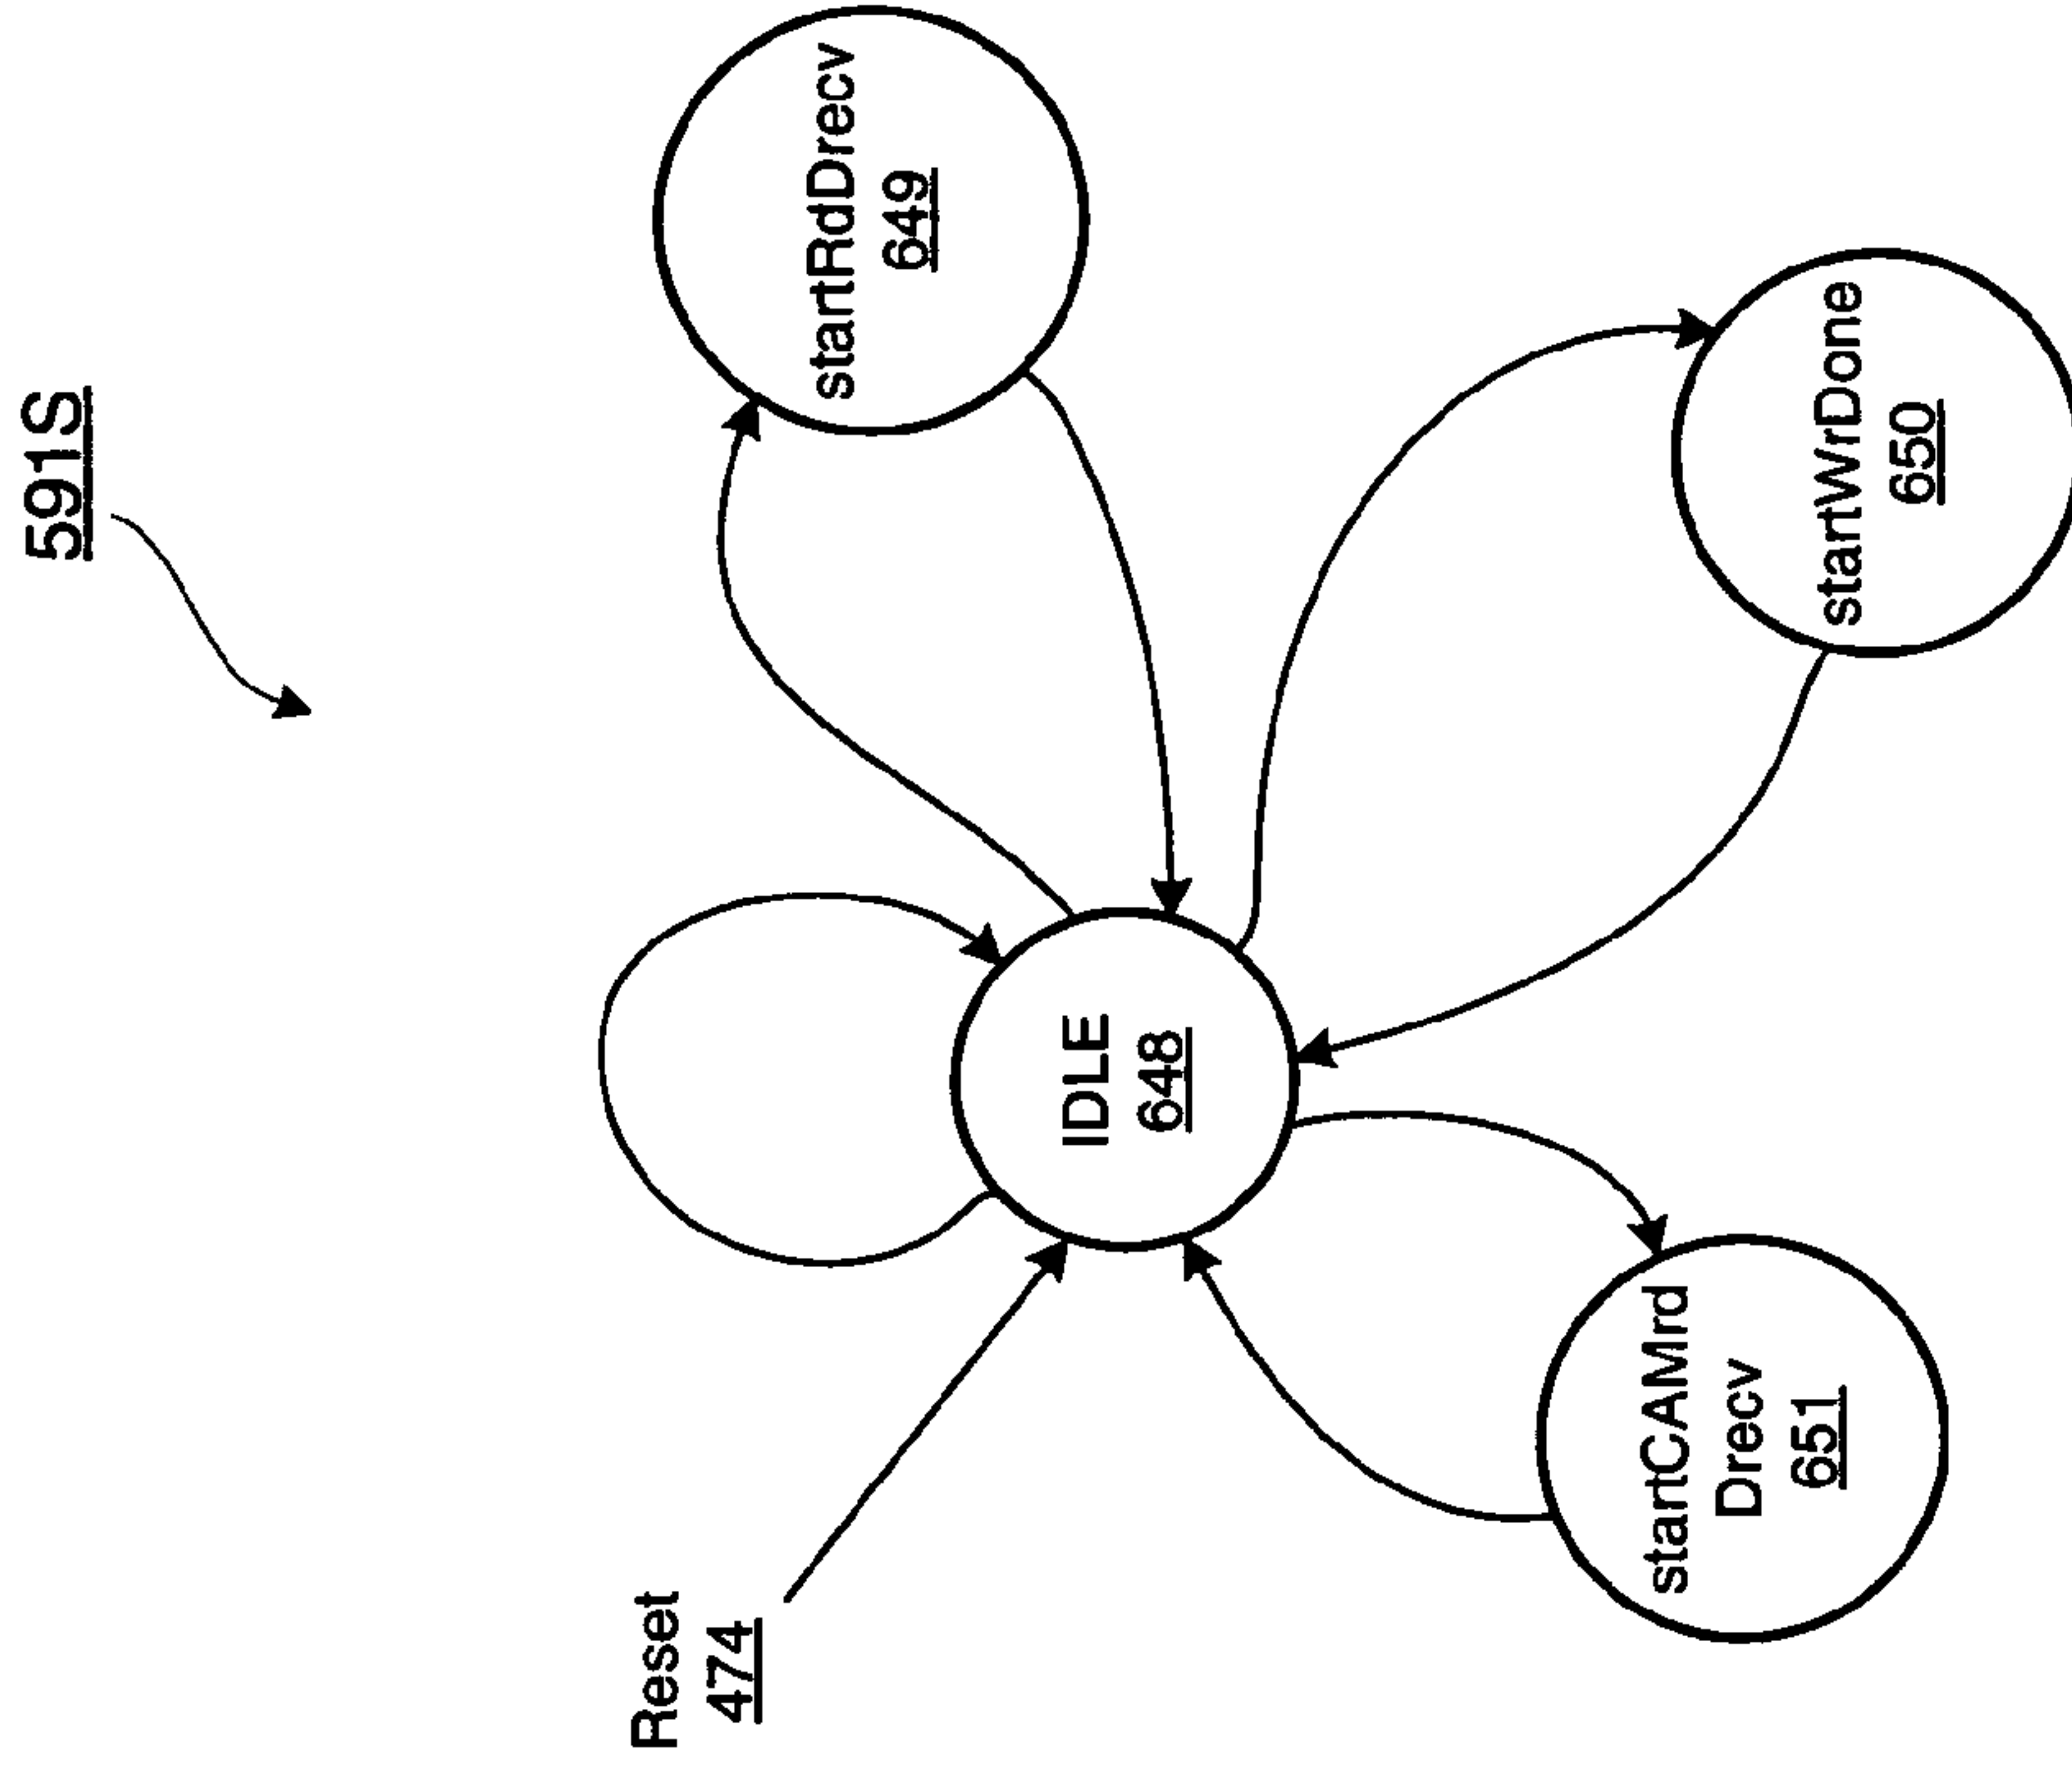 591S
Reset
474
IDLE
648
startRdDrecv
649
startCAMrd
Drecv
651
startWrDone
650